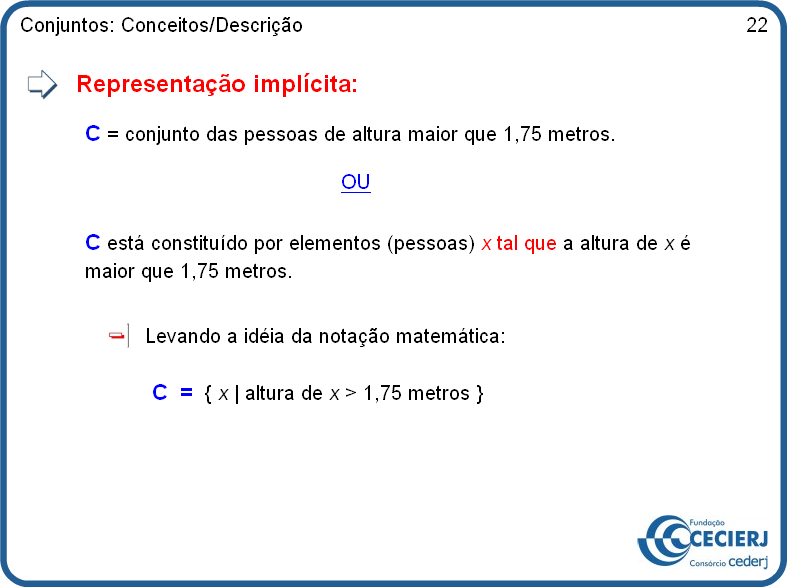 Conjuntos: Conceitos/Descrição 22
Representação implícita:
C = conjunto das pessoas de altura maior que 1,75 metros.
OU
C está constituído por elementos (pessoas) x tal que a altura de x é
maior que 1,75 metros.
Levando a idéia da notação matemática:
C = { x | altura de x > 1,75 metros }
Fundação
CECIERJ
Consórcio cederj